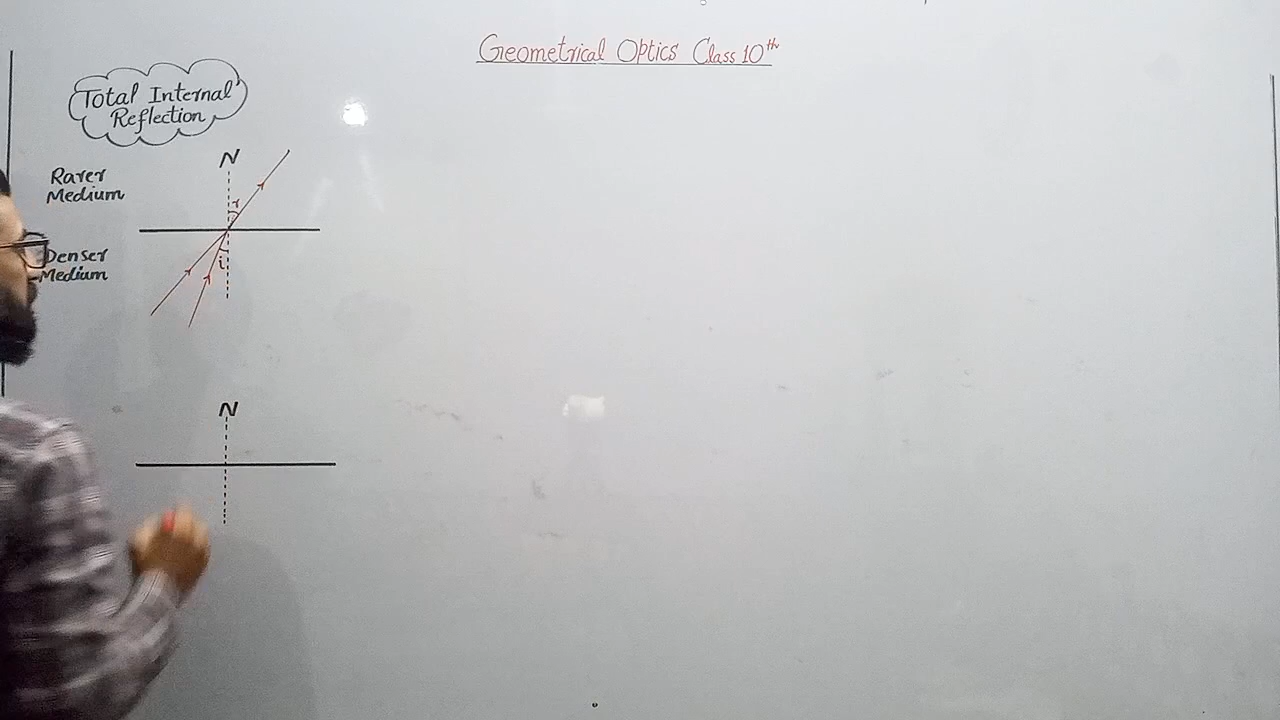 Geometrical Optics Class 10th
Total Internal
Reflection
N
Rarer
Medium
r
Denser
Medium
i
N